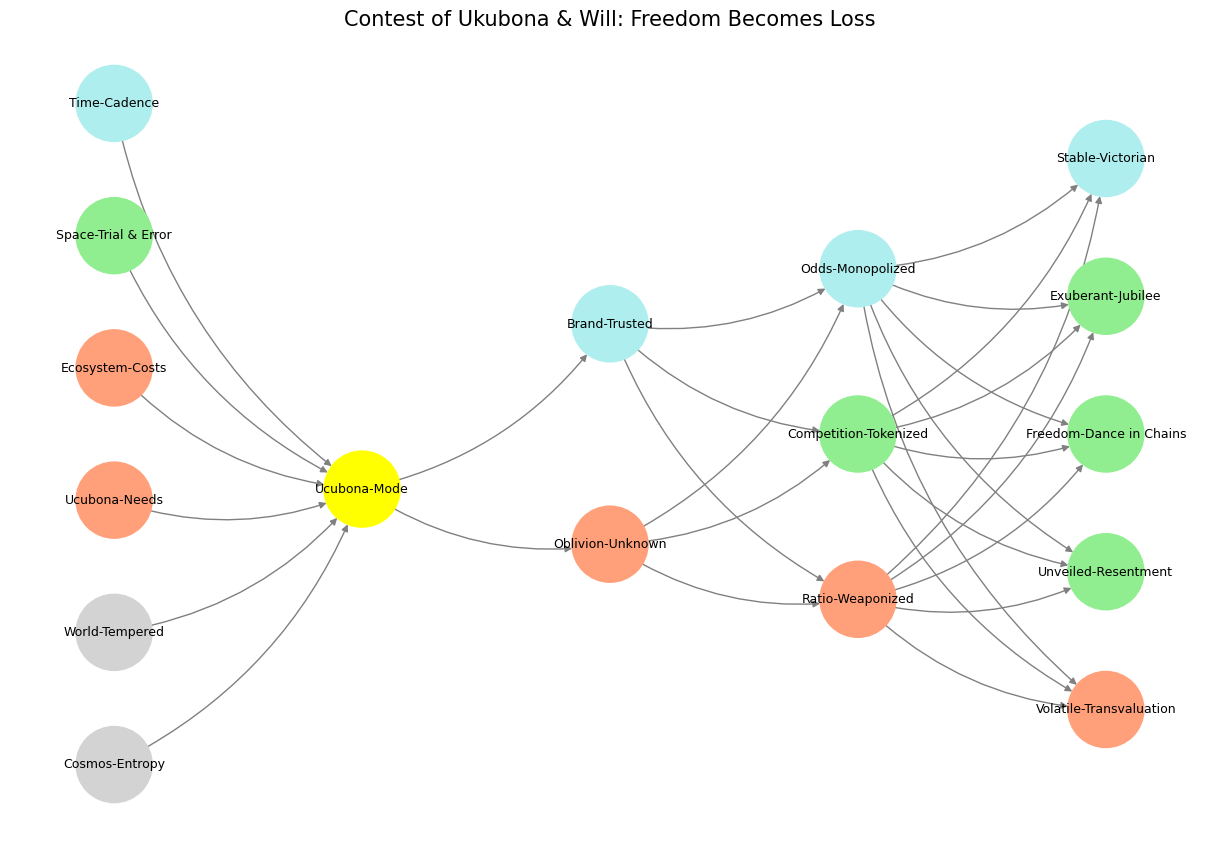 Contest of Ukubona & Will: Freedom Becomes Loss
Time-Cadence
Space-Trial & Error
Ecosystem-Costs
Ucubona-Needs
World-Tempered
Cosmos-Entropy
Ucubona-Mode
Brand-Trusted
Oblivion-Unknown
Odds-Monopolized
Competition-Tokenized
Ratio-Weaponized
Stable-Victorian
Exuberant-Jubilee
Freedom-Dance in Chains
Unveiled-Resentment
Volatile-Transvaluation